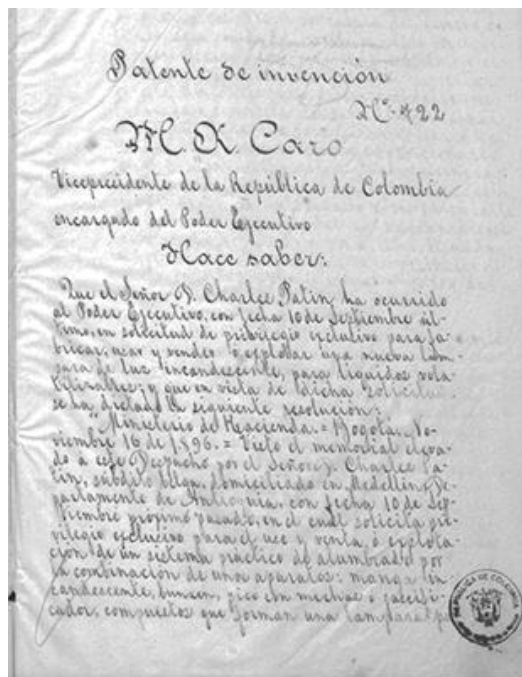 Patente de invención
Nº 422
M A Caro
Vicepresidente de la República de Colombia
encargado del Poder Ejecutivo
Hace saber:
Que el Señor D. Charles Patin ha ocurrido
al Poder Ejecutivo, con fecha 10 de Septiembre úl-
timo, en solicitud de privilegio exclusivo para fa-
bricar, usar y vender o explotar una nueva lám-
para de luz incandescente, para líquidos vola-
tilizables; y que en vista de dicha solicitud
se ha dictado la siguiente resolución:
"Ministerio de Hacienda.= Bogotá, No-
viembre 16 de 1896.= Visto el memorial eleva-
do a este Despacho por el Señor D. Charles Pa-
tin, súbdito belga, domiciliado en Medellín, De-
partamento de Antioquia, con fecha 10 de Sep-
tiembre próximo pasado, en el cual solicita pri-
vilegio exclusivo para el uso y venta, o explota-
ción de un sistema práctico de alumbrado por
la combinación de unos aparatos: manga in-
candescente, bunsen, pico con mechas o gasifi-
cador, compuestos que forman una lámpara
REPÚBLICA DE COLOMBIA